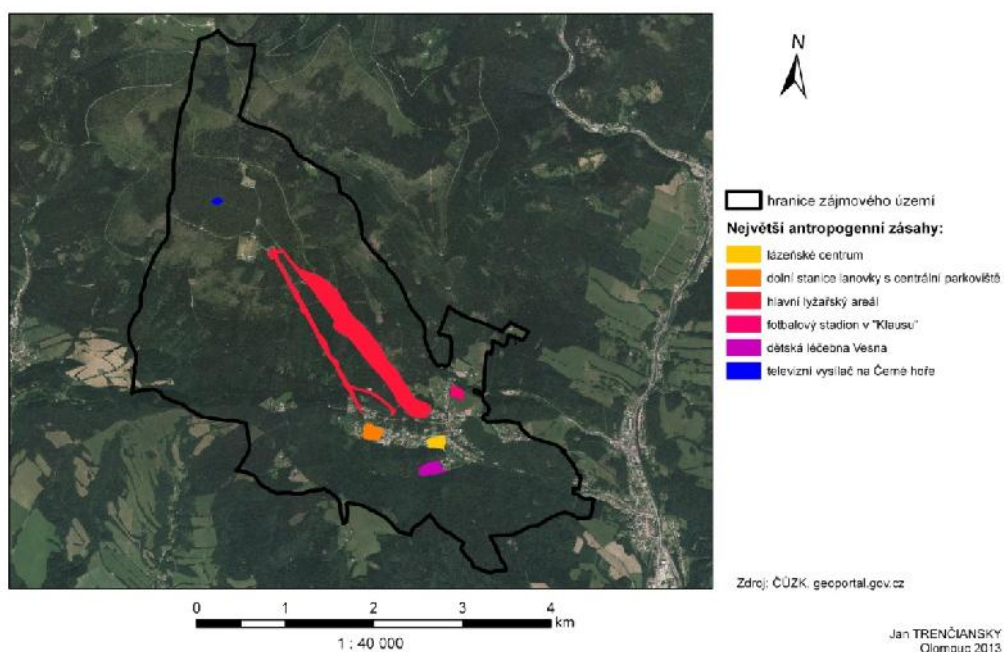 N
hranice zájmového území
Největší antropogenní zásahy:
lázeňské centrum
dolní stanice lanovky s centrální parkoviště
hlavní lyžařský areál
fotbalový stadion v "Klausu"
dětská léčebna Vesna
televizní vysílač na Černé hoře
Zdroj: ČÚZK, geoportal.gov.cz
0 1 2 3 4
km
1 : 40 000
Jan TRENČIANSKY
Olomouc 2013